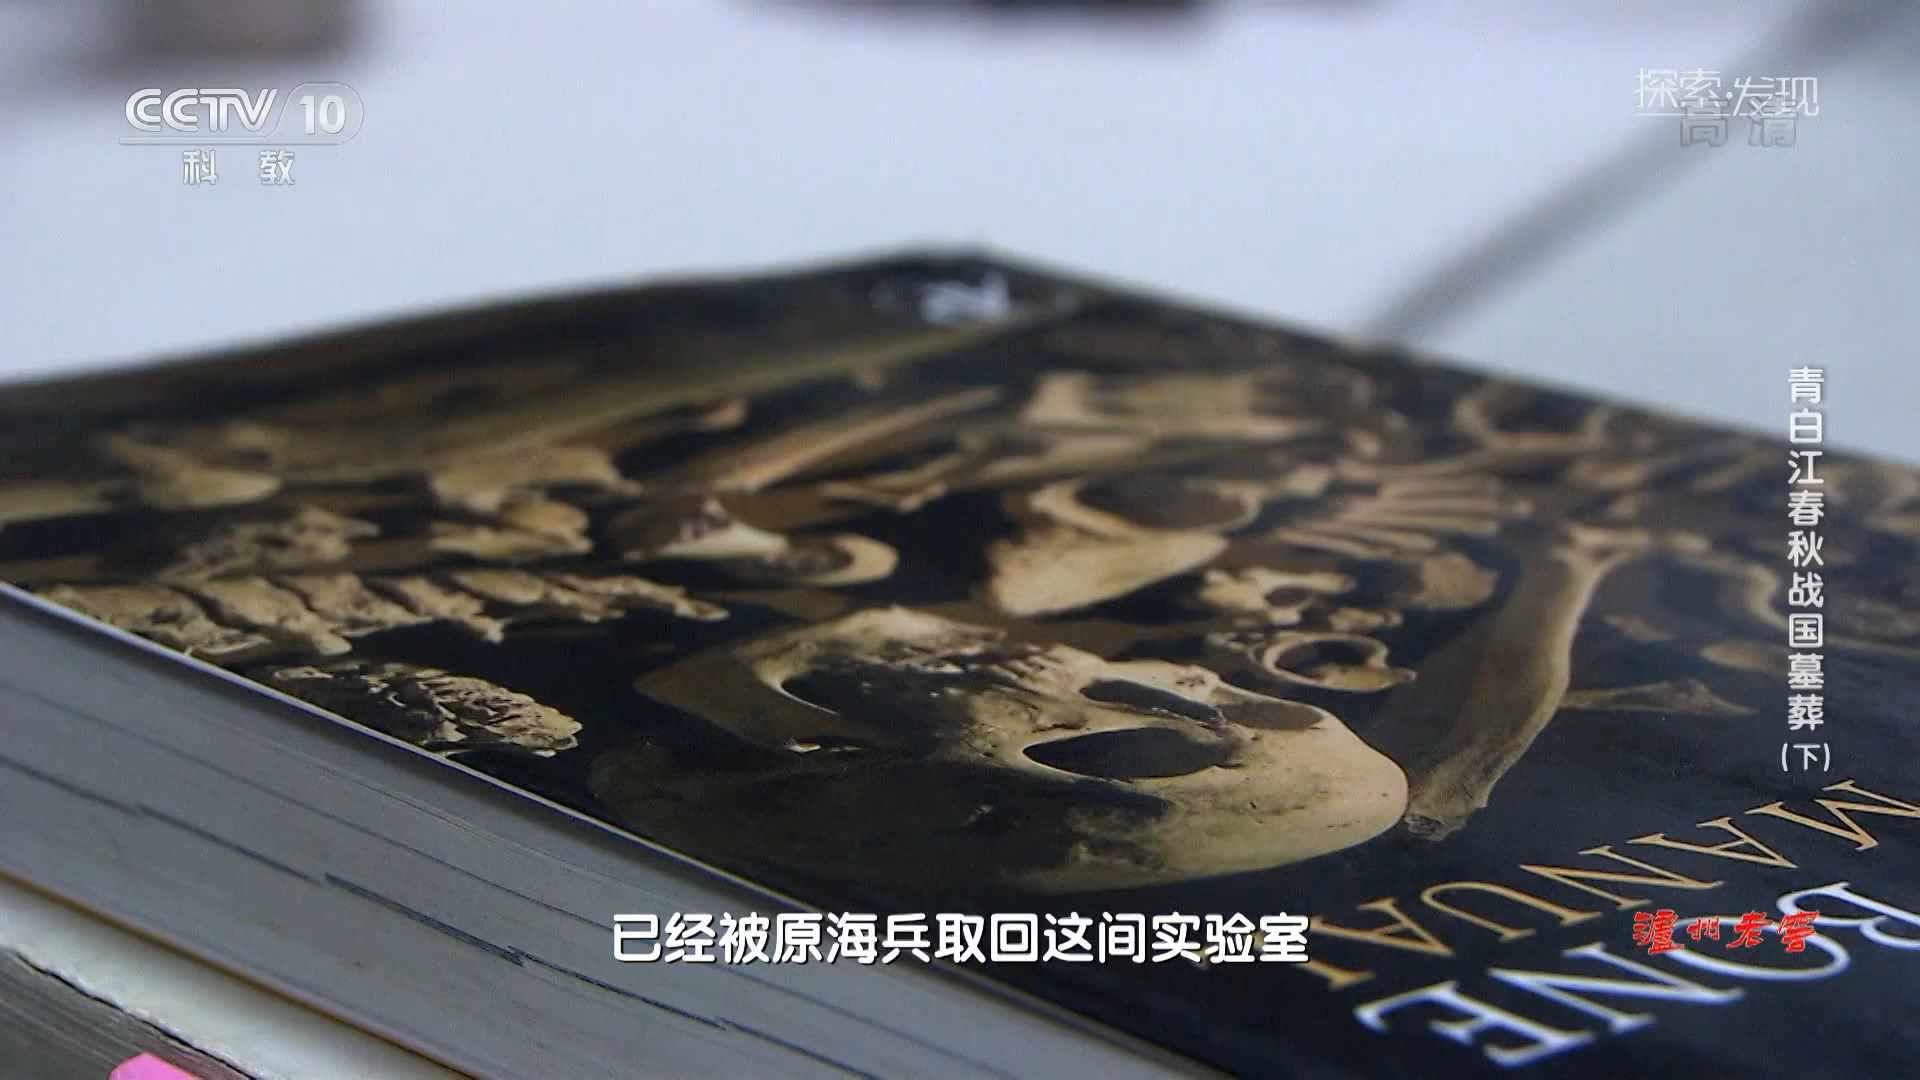 CCTV 10
科 教
探索·发现
高清
青白江春秋战国墓葬(下)
MANUAL
BONE
泸州老窖
已经被原海兵取回这间实验室